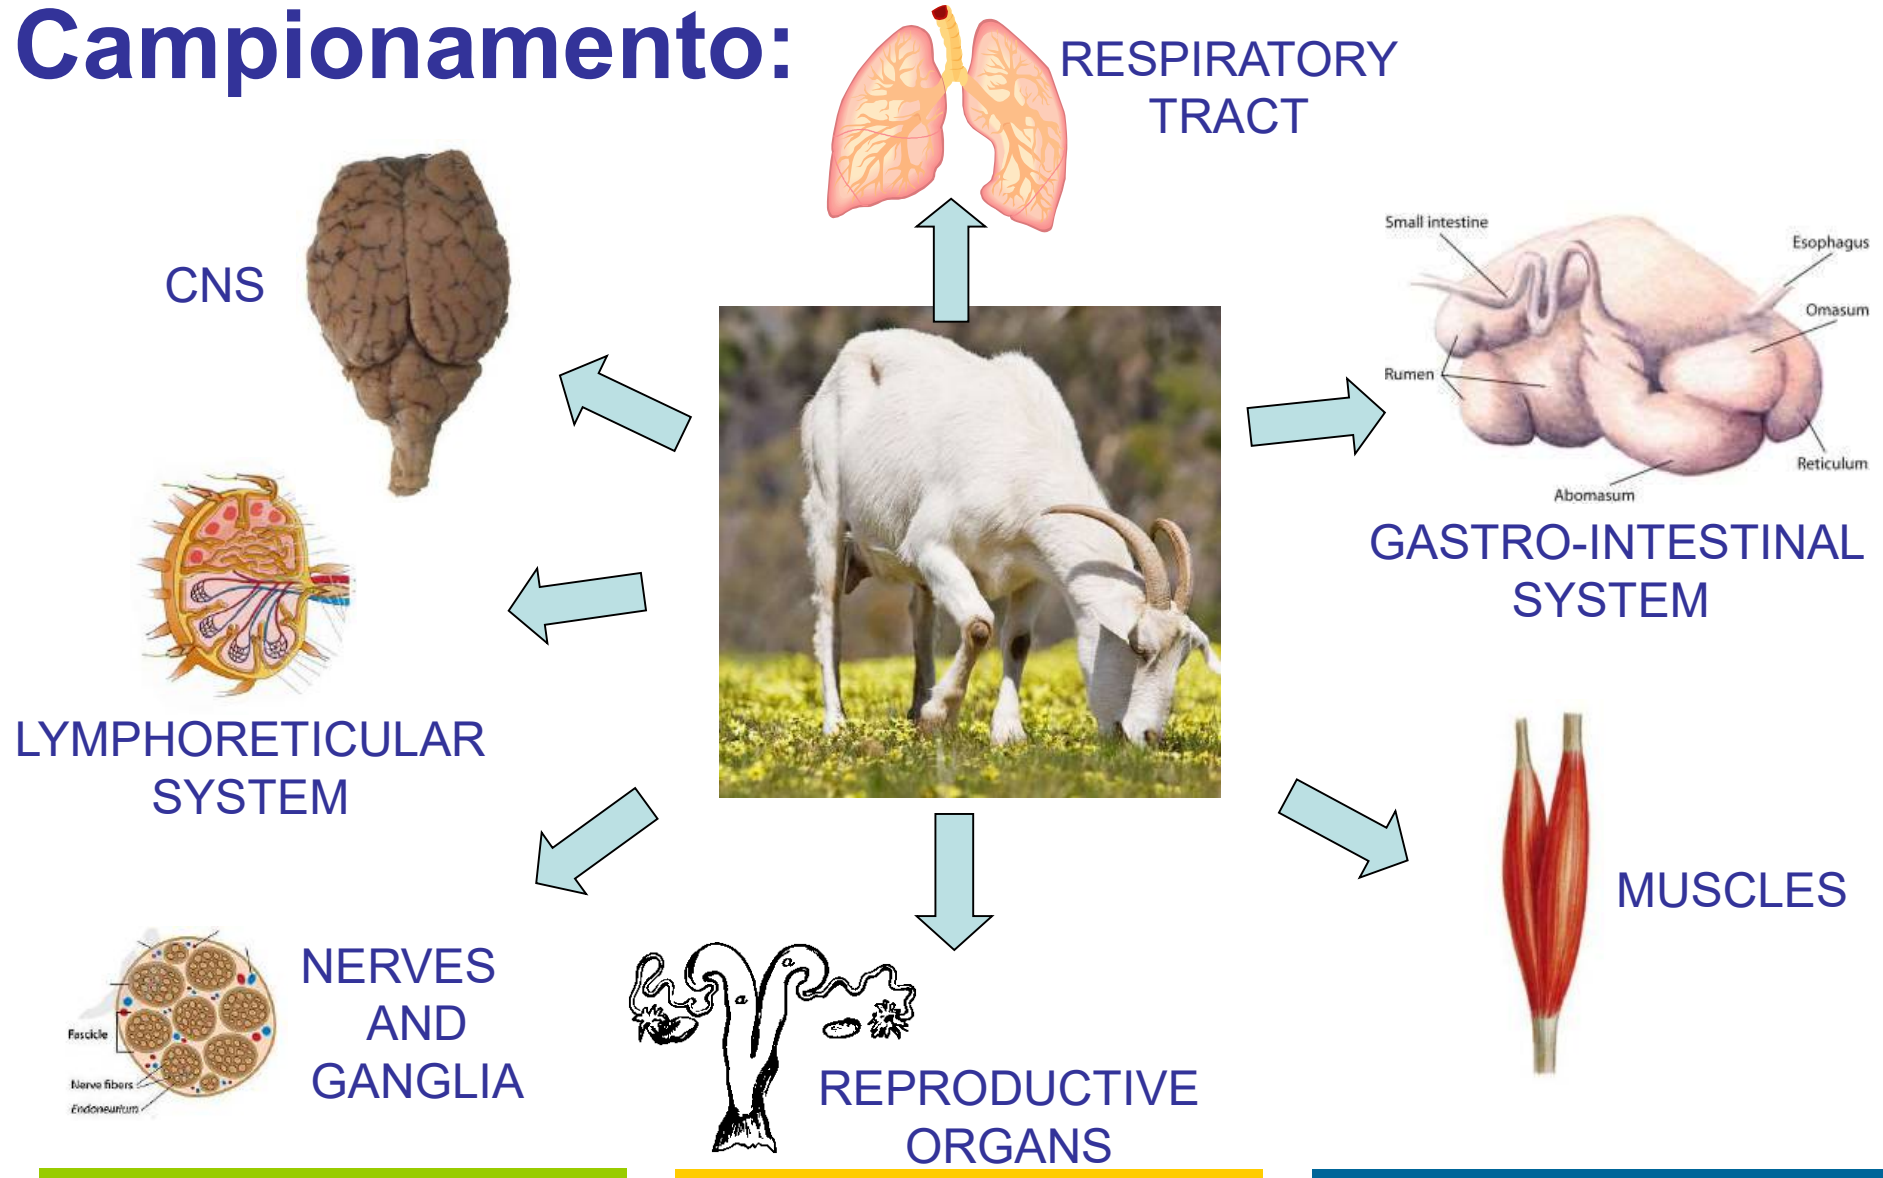 Campionamento:
RESPIRATORY
TRACT
CNS
Small intestine
Esophagus
Omasum
Rumen
Reticulum
Abomasum
GASTRO-INTESTINAL
SYSTEM
LYMPHORETICULAR
SYSTEM
MUSCLES
NERVES
AND
GANGLIA
Fascicle
Nerve fibers
Endoneurium
a
a
REPRODUCTIVE
ORGANS